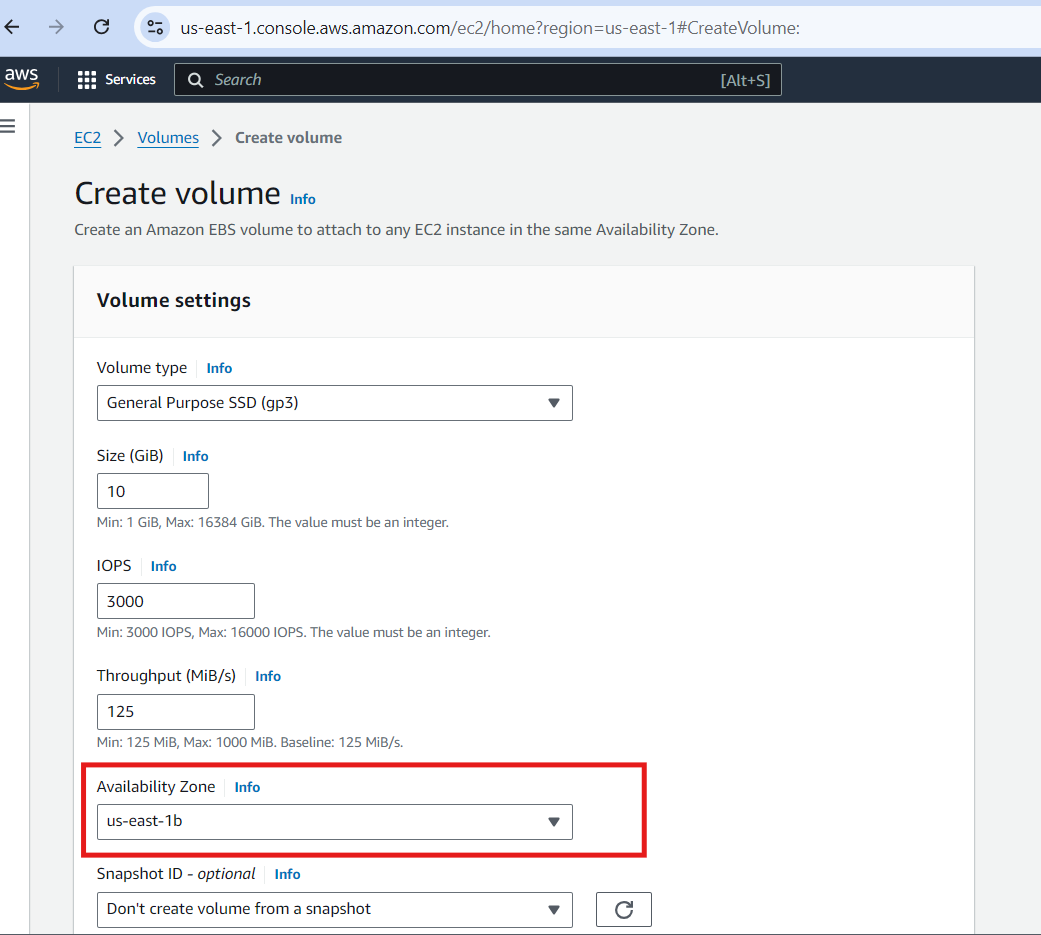 us-east-1.console.aws.amazon.com/ec2/home?region=us-east-1#CreateVolume:
aws Services Search [Alt+S]
EC2 > Volumes > Create volume
Create volume Info
Create an Amazon EBS volume to attach to any EC2 instance in the same Availability Zone.
Volume settings
Volume type Info
General Purpose SSD (gp3)
Size (GiB) Info
10
Min: 1 GiB, Max: 16384 GiB. The value must be an integer.
IOPS Info
3000
Min: 3000 IOPS, Max: 16000 IOPS. The value must be an integer.
Throughput (MiB/s) Info
125
Min: 125 MiB, Max: 1000 MiB. Baseline: 125 MiB/s.
Availability Zone Info
us-east-1b
Snapshot ID - optional Info
Don't create volume from a snapshot